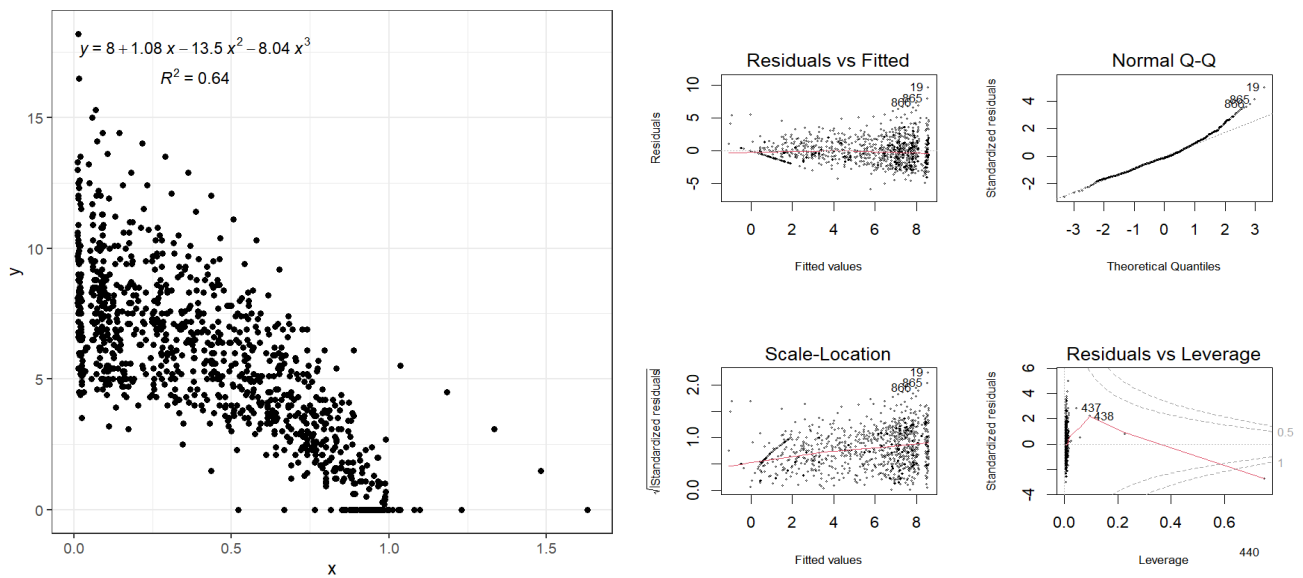 y = 8 + 1.08 x − 13.5 x² − 8.04 x³
R² = 0.64
y
15
10
5
0
0.0 0.5 1.0 1.5
x
Residuals vs Fitted
Residuals
10
5
0
-5
19
865
866
0 2 4 6 8
Fitted values
Normal Q-Q
Standardized residuals
4
2
0
-2
19
865
866
-3 -2 -1 0 1 2 3
Theoretical Quantiles
Scale-Location
√|Standardized residuals|
2.0
1.0
0.0
19
865
866
0 2 4 6 8
Fitted values
Residuals vs Leverage
Standardized residuals
6
4
2
0
-4
437
438
0.5
1
0.0 0.2 0.4 0.6
440
Leverage